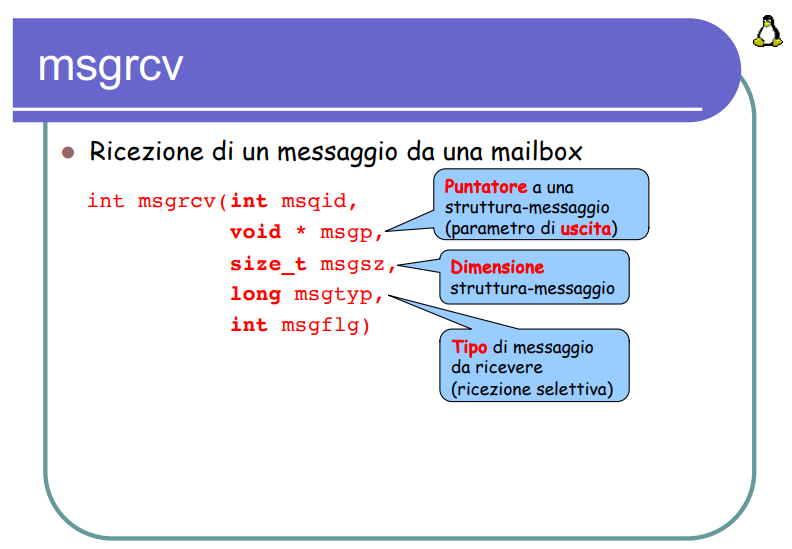 msgrcv
Ricezione di un messaggio da una mailbox
int msgrcv(int msqid,
void * msgp,
size_t msgsz,
long msgtyp,
int msgflg)
Puntatore a una
struttura-messaggio
(parametro di uscita)
Dimensione
struttura-messaggio
Tipo di messaggio
da ricevere
(ricezione selettiva)